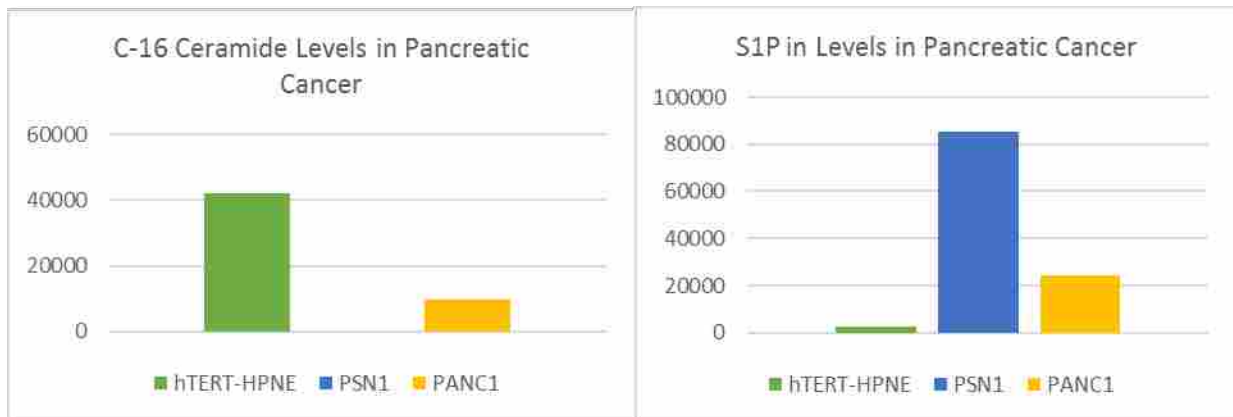 C-16 Ceramide Levels in Pancreatic
Cancer
60000
40000
20000
0
hTERT-HPNE PSN1 PANC1
S1P in Levels in Pancreatic Cancer
100000
80000
60000
40000
20000
0
hTERT-HPNE PSN1 PANC1